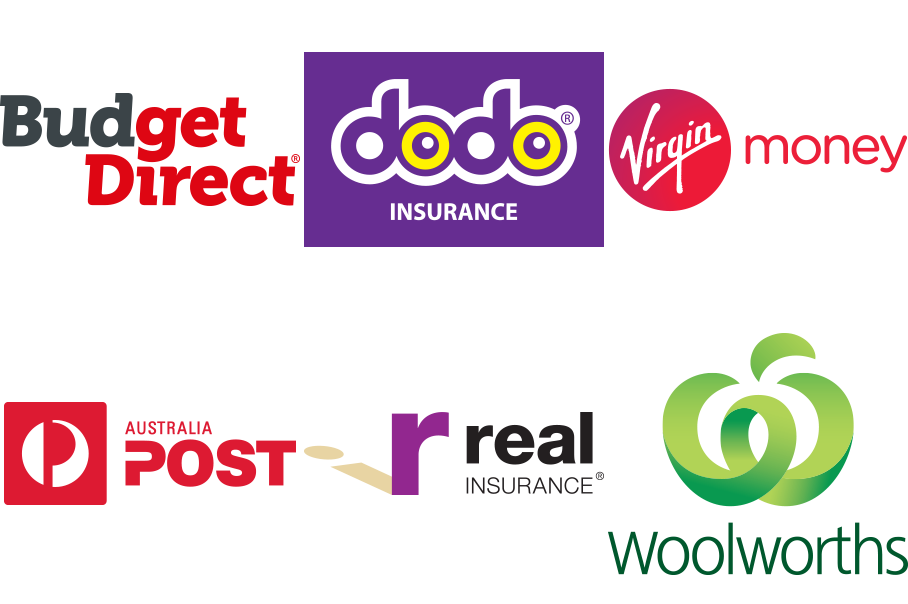 Budget
Direct®
dodo®
INSURANCE
Virgin money
AUSTRALIA
POST
r real
INSURANCE®
Woolworths